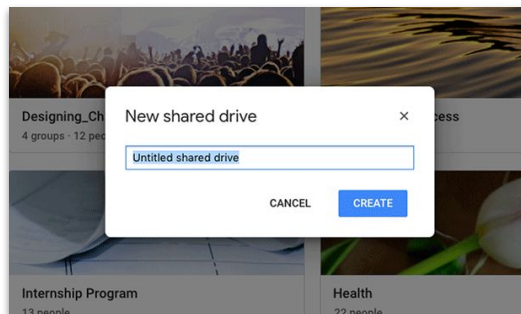 Designing_Ch
cess
4 groups · 12 peo
New shared drive
×
Untitled shared drive
CANCEL
CREATE
Internship Program
Health
13 people
22 people